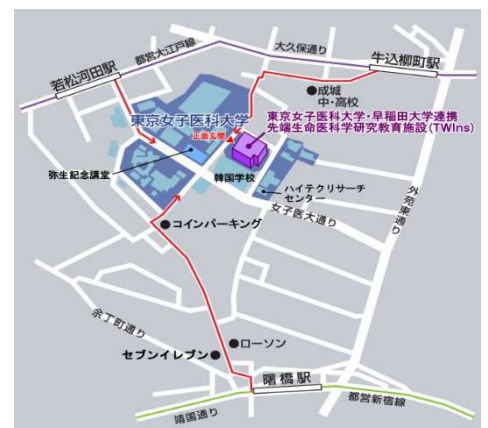 若松河田駅
都営大江戸線
大久保通り
牛込柳町駅
成城
中・高校
東京女子医科大学
正面玄関
東京女子医科大学・早稲田大学連携
先端生命医科学研究教育施設(TWIns)
弥生記念講堂
韓国学校
ハイテクリサーチ
センター
女子医大通り
外苑東通り
コインパーキング
余丁町通り
ローソン
セブンイレブン
曙橋駅
靖国通り
都営新宿線